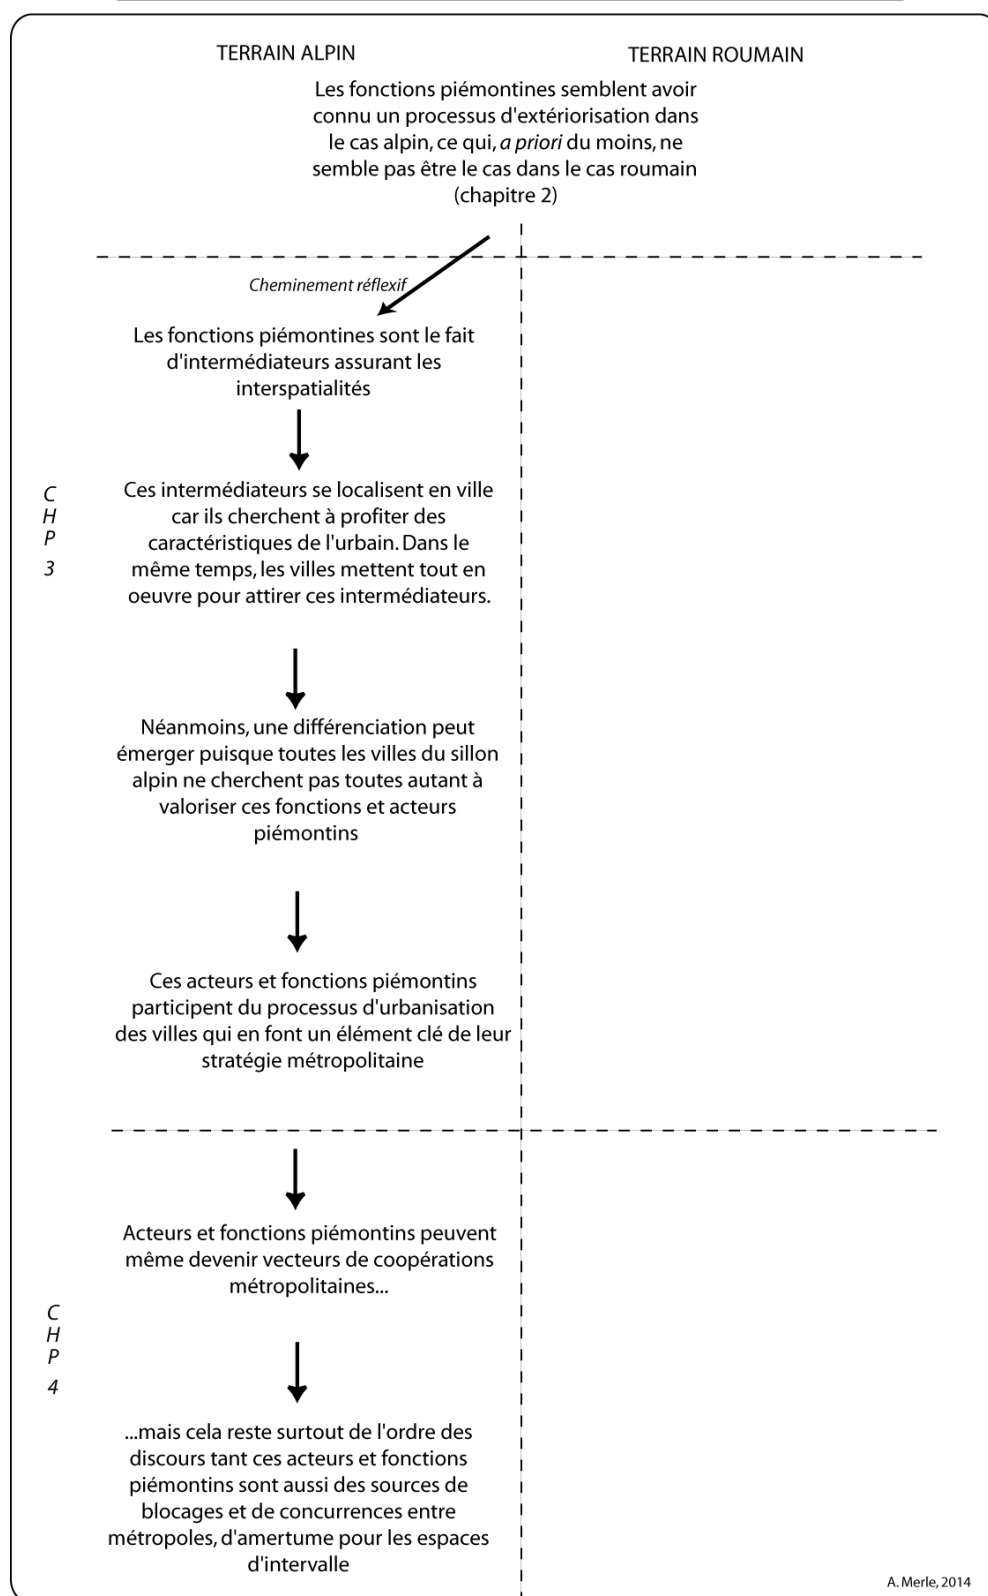 TERRAIN ALPIN
TERRAIN ROUMAIN
Les fonctions piémontines semblent avoir
connu un processus d'extériorisation dans
le cas alpin, ce qui, a priori du moins, ne
semble pas être le cas dans le cas roumain
(chapitre 2)
Cheminement réflexif
Les fonctions piémontines sont le fait
d'intermédiateurs assurant les
interspatialités
C
H
P
3
Ces intermédiateurs se localisent en ville
car ils cherchent à profiter des
caractéristiques de l'urbain. Dans le
même temps, les villes mettent tout en
oeuvre pour attirer ces intermédiateurs.
Néanmoins, une différenciation peut
émerger puisque toutes les villes du sillon
alpin ne cherchent pas toutes autant à
valoriser ces fonctions et acteurs
piémontins
Ces acteurs et fonctions piémontins
participent du processus d'urbanisation
des villes qui en font un élément clé de leur
stratégie métropolitaine
Acteurs et fonctions piémontins peuvent
même devenir vecteurs de coopérations
métropolitaines...
C
H
P
4
...mais cela reste surtout de l'ordre des
discours tant ces acteurs et fonctions
piémontins sont aussi des sources de
blocages et de concurrences entre
métropoles, d'amertume pour les espaces
d'intervalle
A. Merle, 2014